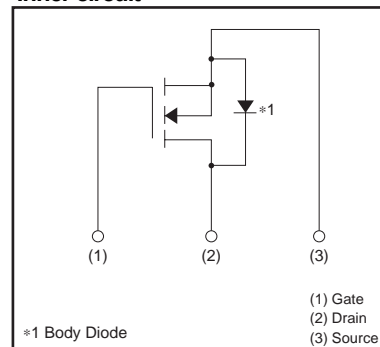 Inner circuit
*1
(1) (2) (3)
*1 Body Diode
(1) Gate
(2) Drain
(3) Source